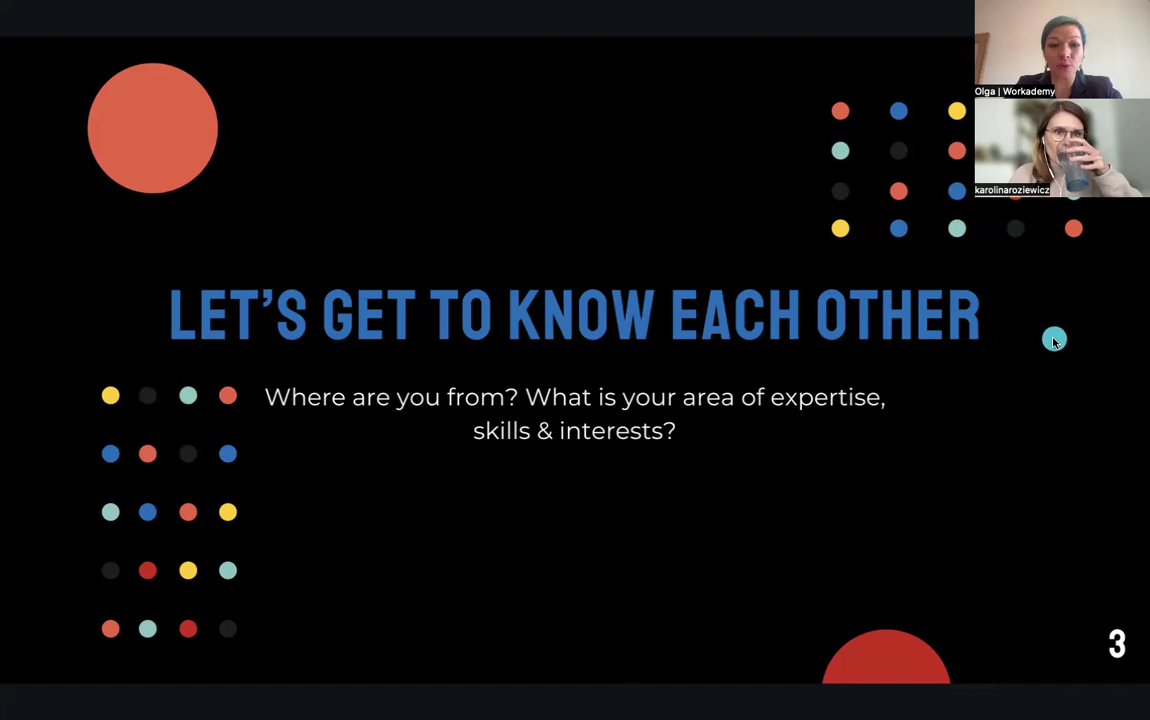 Olga | Workademy
karolinaroziewicz
LET'S GET TO KNOW EACH OTHER
Where are you from? What is your area of expertise,
skills & interests?
3